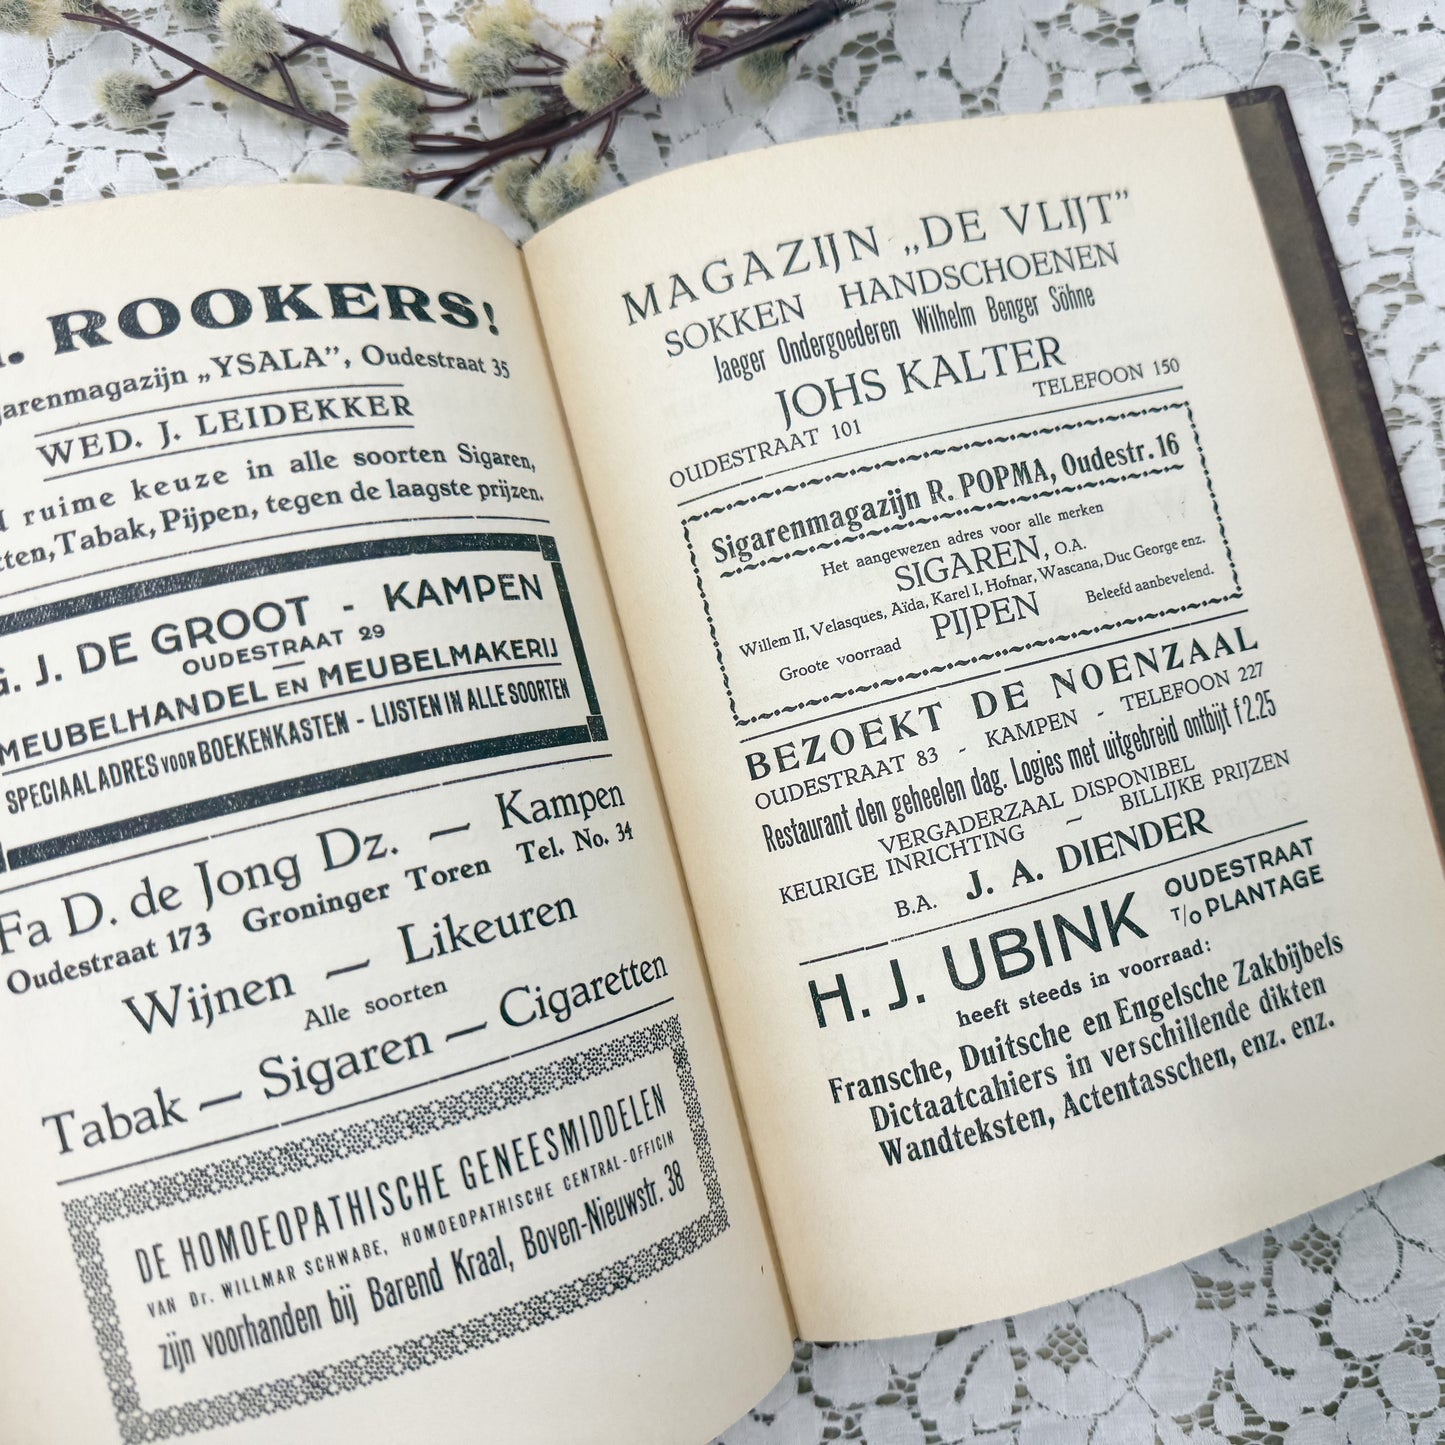 ROOKERS!
„YSALA”, Oudestraat 35
WED. J. LEIDEKKER
ruime keuze in alle soorten Sigaren,
Tabak, Pijpen, tegen de laagste prijzen.
G. J. DE GROOT - KAMPEN
OUDESTRAAT 29
MEUBELHANDEL EN MEUBELMAKERIJ
SPECIAAL ADRES VOOR BOEKENKASTEN - LIJSTEN IN ALLE SOORTEN
Fa D. de Jong Dz. — Kampen
Oudestraat 173 Groninger Toren Tel. No. 34
Wijnen — Likeuren
Alle soorten
Tabak — Sigaren — Cigaretten
DE HOMOEOPATHISCHE GENEESMIDDELEN
VAN Dr. WILLMAR SCHWABE, HOMOEOPATHISCHE CENTRAL-OFFICIN
zijn voorhanden bij Barend Kraal, Boven-Nieuwstr. 38
MAGAZIJN „DE VLIJT”
SOKKEN HANDSCHOENEN
Jaeger Ondergoederen Wilhelm Benger Söhne
JOHS KALTER
OUDESTRAAT 101 TELEFOON 150
Sigarenmagazijn R. POPMA, Oudestr. 16
Het aangewezen adres voor alle merken
SIGAREN, O.A.
Willem II, Velasques, Aïda, Karel I, Hofnar, Wascana, Duc George enz.
Groote voorraad PIJPEN Beleefd aanbevelend.
BEZOEKT DE NOENZAAL
OUDESTRAAT 83 - KAMPEN - TELEFOON 227
Restaurant den geheelen dag. Logies met uitgebreid ontbijt f 2.25
VERGADERZAAL DISPONIBEL
KEURIGE INRICHTING ~ BILLIJKE PRIJZEN
B.A. J. A. DIENDER
H. J. UBINK OUDESTRAAT
T/O PLANTAGE
heeft steeds in voorraad:
Fransche, Duitsche en Engelsche Zakbijbels
Dictaatcahiers in verschillende dikten
Wandteksten, Actentasschen, enz. enz.